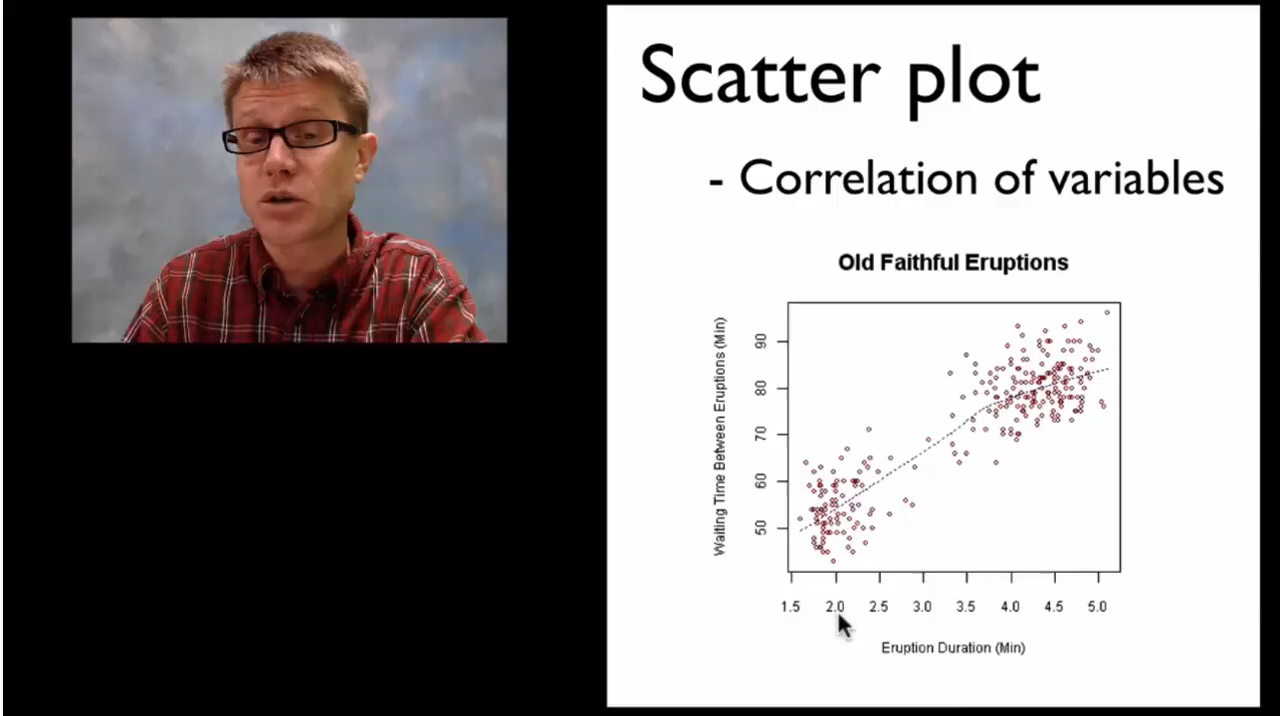 Scatter plot
- Correlation of variables
Old Faithful Eruptions
Waiting Time Between Eruptions (Min)
90
80
70
60
50
1.5 2.0 2.5 3.0 3.5 4.0 4.5 5.0
Eruption Duration (Min)